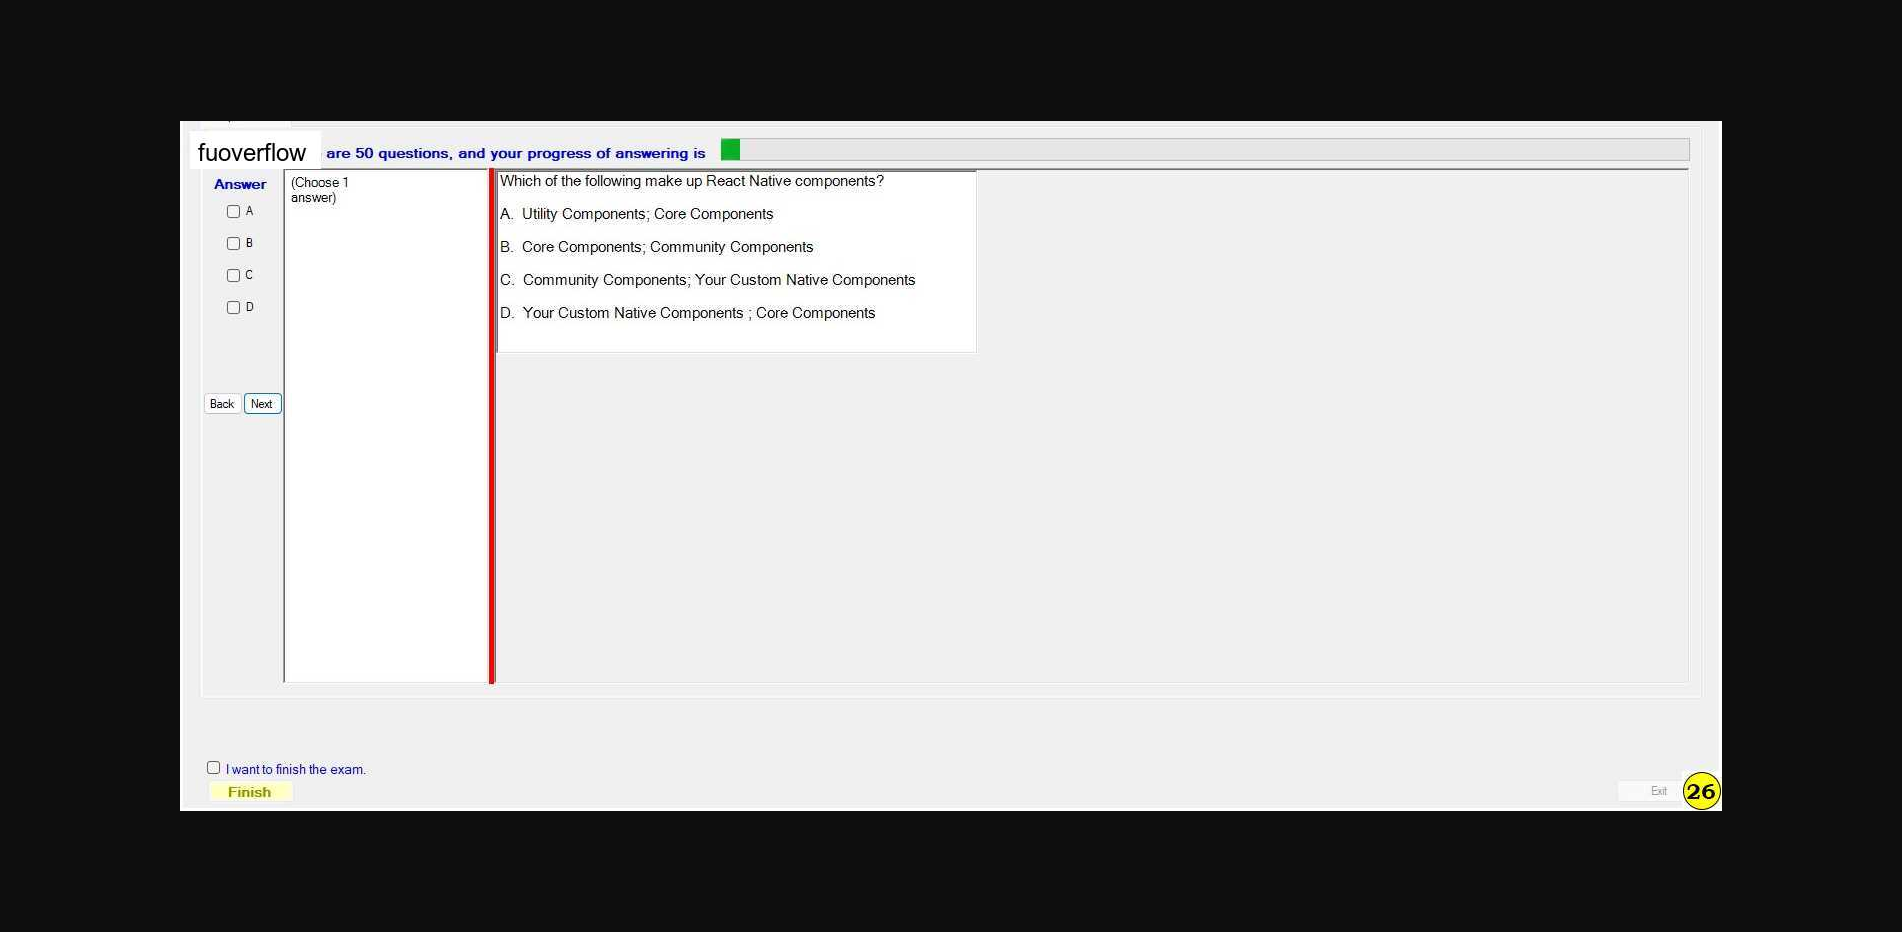 fuoverflow are 50 questions, and your progress of answering is
Answer
(Choose 1
answer)
A
B
C
D
Back Next
Which of the following make up React Native components?
A. Utility Components; Core Components
B. Core Components; Community Components
C. Community Components; Your Custom Native Components
D. Your Custom Native Components ; Core Components
I want to finish the exam.
Finish
Exit
26